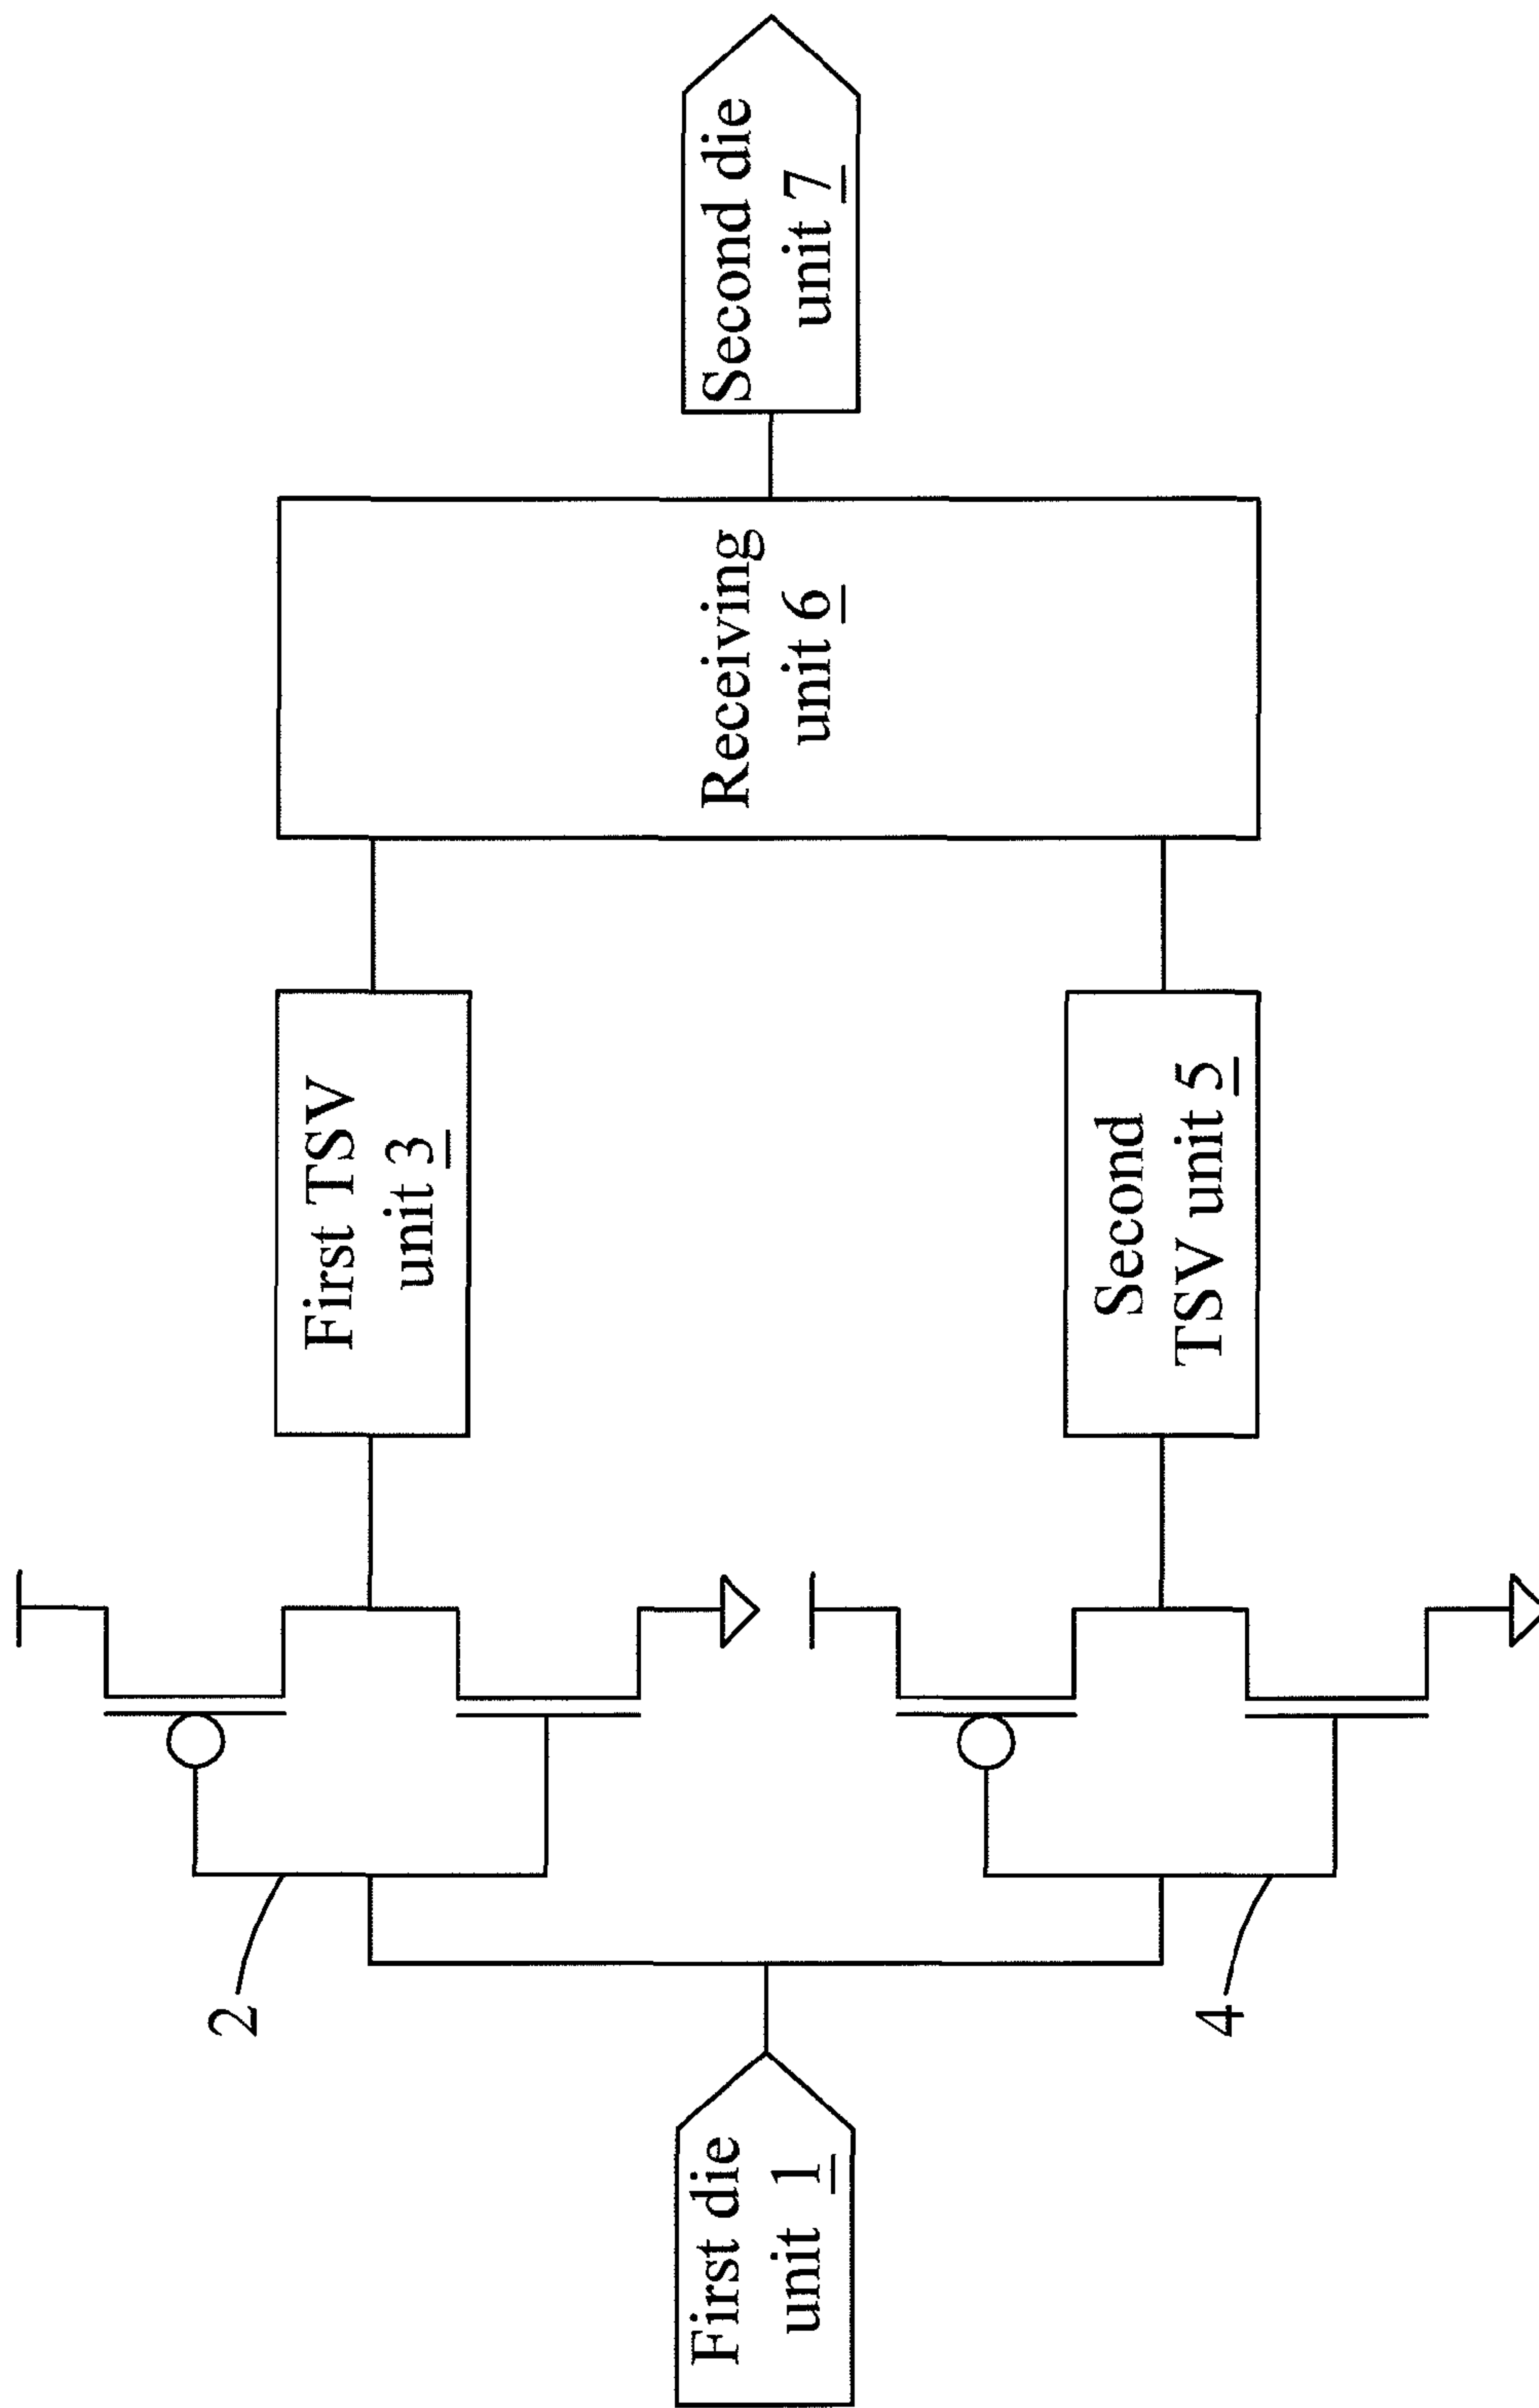 First die
unit 1
2
4
First TSV
unit 3
Second
TSV unit 5
Receiving
unit 6
Second die
unit 7